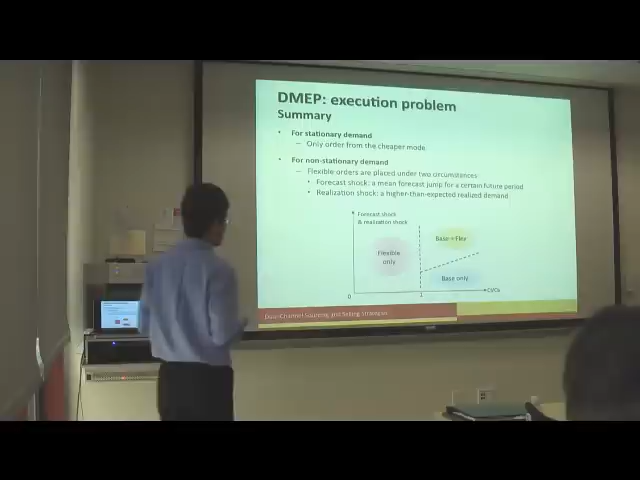 DMEP: execution problem
Summary
• For stationary demand
– Only order from the cheaper mode
• For non-stationary demand
– Flexible orders are placed under two circumstances:
• Forecast shock: a mean forecast jump for a certain future period
• Realization shock: a higher-than-expected realized demand
Forecast shock
& realization shock
Base + Flex
Flexible
only
Base only
0
1
Dual Channel Sourcing and Selling Strategies